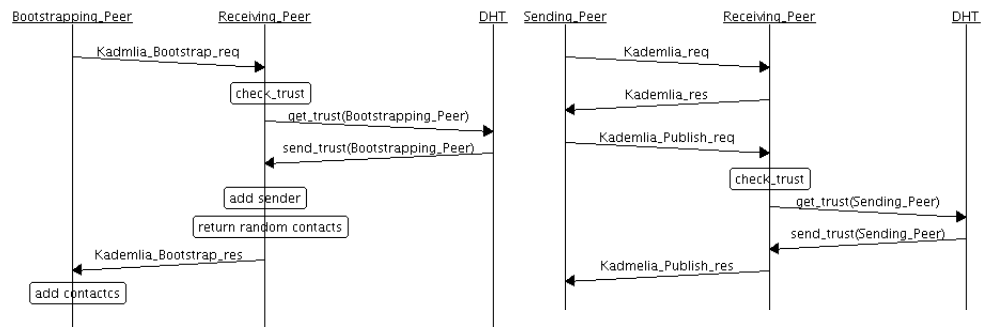 Bootstrapping_Peer
Receiving_Peer
DHT
Kadmlia_Bootstrap_req
check_trust
get_trust(Bootstrapping_Peer)
send_trust(Bootstrapping_Peer)
add sender
return random contacts
Kademlia_Bootstrap_res
add contactcs
Sending_Peer
Receiving_Peer
DHT
Kademlia_req
Kademlia_res
Kademlia_Publish_req
check_trust
get_trust(Sending_Peer)
send_trust(Sending_Peer)
Kadmelia_Publish_res